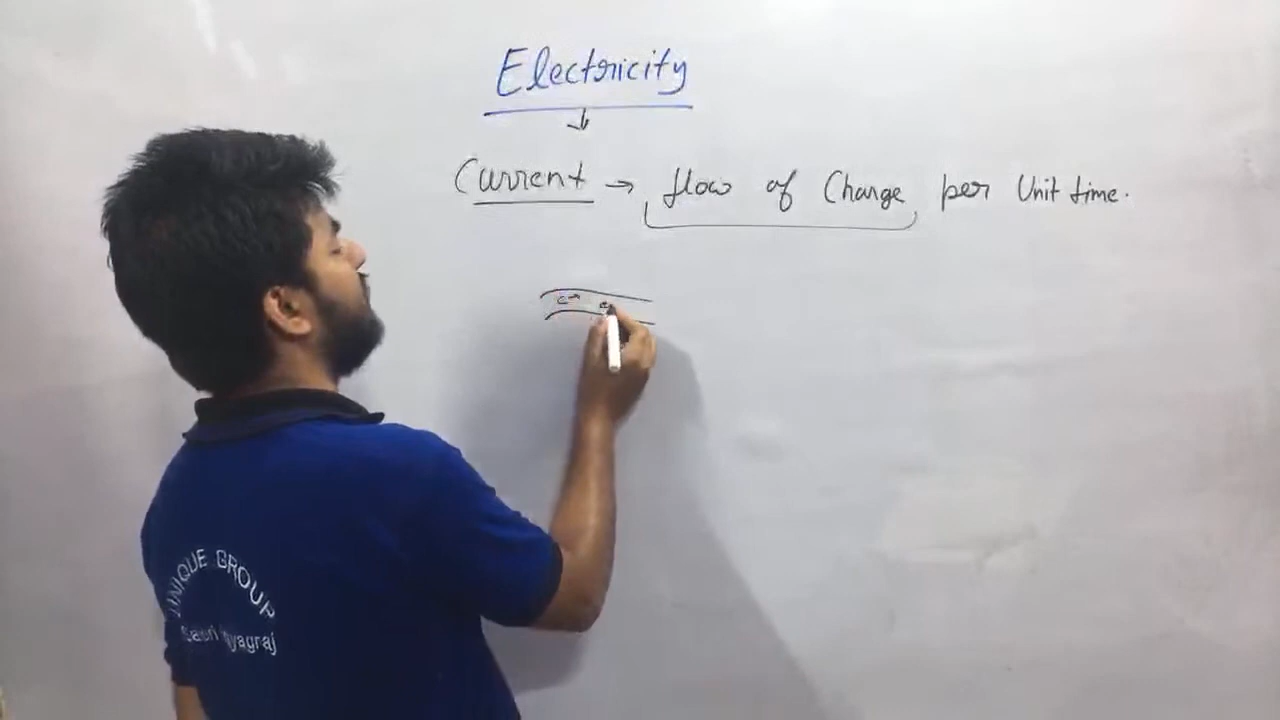 Electricity
Current → flow of Charge per Unit time.
e⁻ e
UNIQUE GROUP